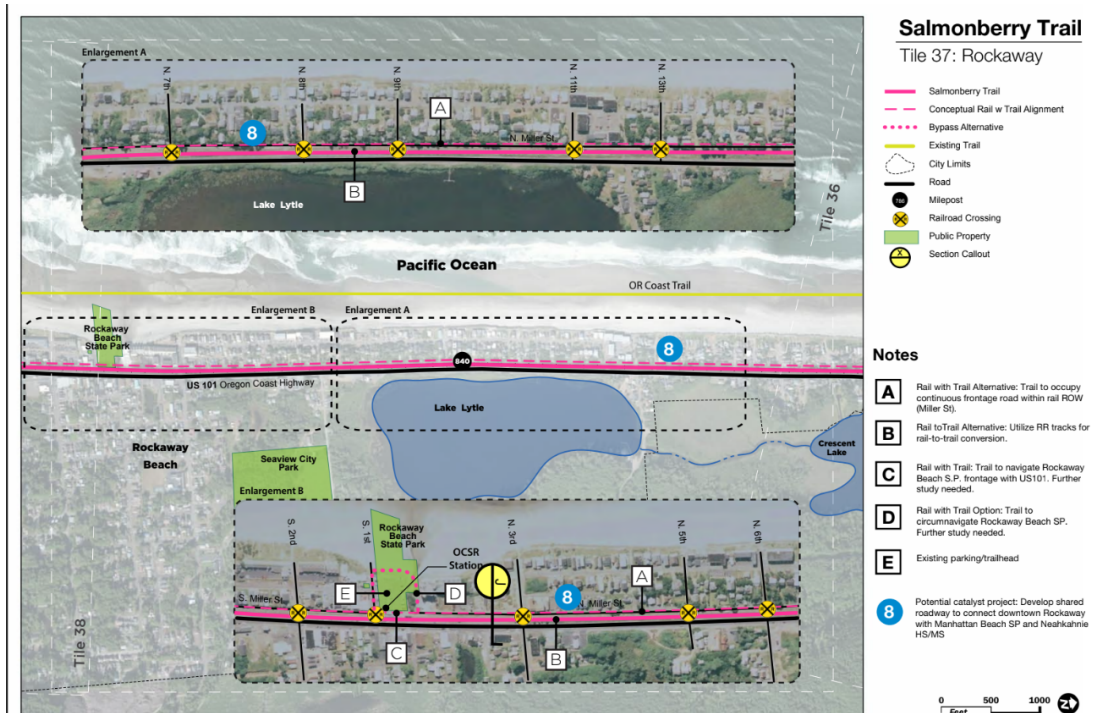 Salmonberry Trail
Tile 37: Rockaway
Enlargement A
N. 7th
N. 8th
N. 9th
N. 11th
N. 13th
A
8
N. Miller St.
B
Lake Lytle
Tile 36
Pacific Ocean
OR Coast Trail
Enlargement B
Enlargement A
Rockaway
Beach
State Park
8
840
US 101 Oregon Coast Highway
Lake Lytle
Rockaway
Beach
Crescent
Lake
Seaview City
Park
Enlargement B
S. 2nd
S. 1st
Rockaway
Beach
State Park
N. 3rd
N. 5th
N. 6th
OCSR
Station
E
D
8
A
S. Miller St.
N. Miller St.
C
B
Tile 38
Salmonberry Trail
Conceptual Rail w Trail Alignment
Bypass Alternative
Existing Trail
City Limits
Road
Milepost
Railroad Crossing
Public Property
Section Callout
Notes
A
Rail with Trail Alternative: Trail to occupy
continuous frontage road within rail ROW
(Miller St).
B
Rail toTrail Alternative: Utilize RR tracks for
rail-to-trail conversion.
C
Rail with Trail: Trail to navigate Rockaway
Beach S.P. frontage with US101. Further
study needed.
D
Rail with Trail Option: Trail to
circumnavigate Rockaway Beach SP.
Further study needed.
E
Existing parking/trailhead
8
Potential catalyst project: Develop shared
roadway to connect downtown Rockaway
with Manhattan Beach SP and Neahkahnie
HS/MS
0 500 1000
Feet